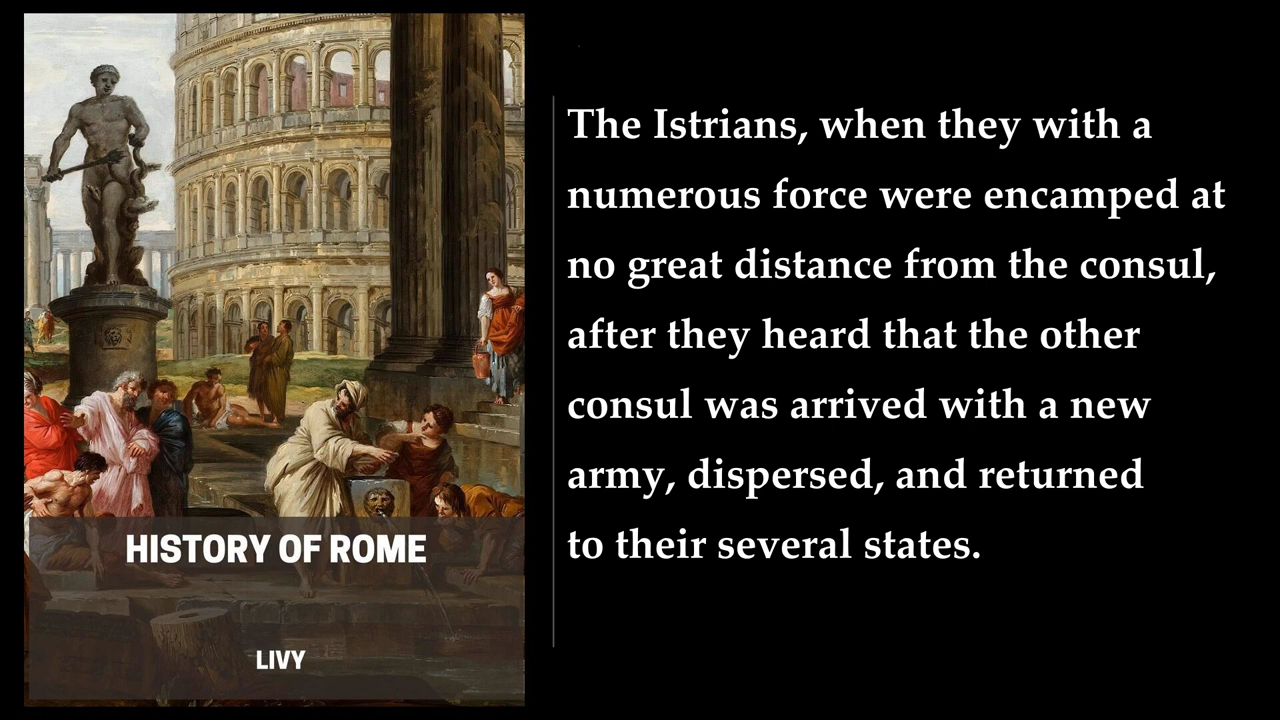 HISTORY OF ROME
LIVY
The Istrians, when they with a
numerous force were encamped at
no great distance from the consul,
after they heard that the other
consul was arrived with a new
army, dispersed, and returned
to their several states.